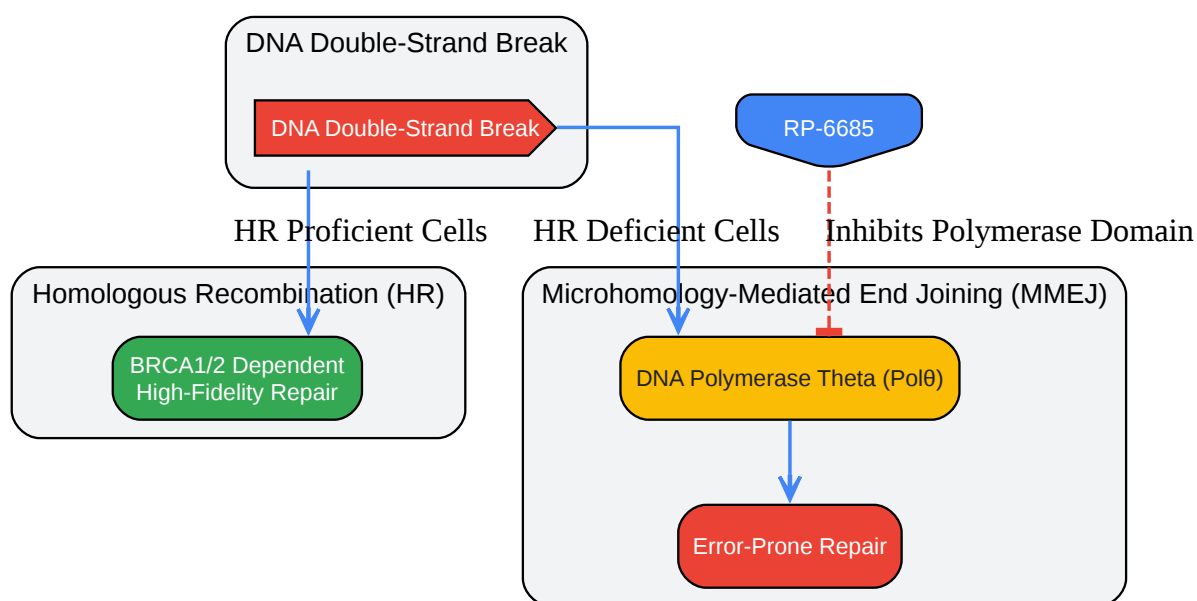 DNA Double-Strand Break
DNA Double-Strand Break
RP-6685
HR Proficient Cells
HR Deficient Cells
Inhibits Polymerase Domain
Homologous Recombination (HR)
Microhomology-Mediated End Joining (MMEJ)
BRCA1/2 Dependent
High-Fidelity Repair
DNA Polymerase Theta (Polθ)
Error-Prone Repair